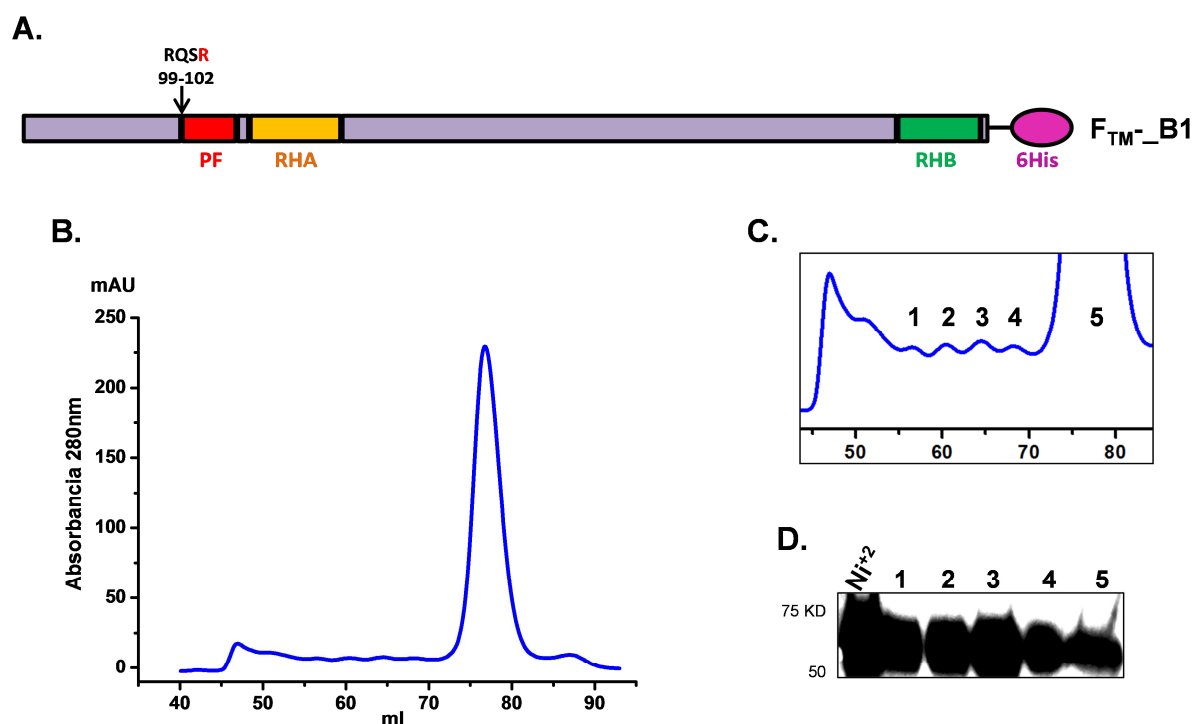 A.
RQSR
99-102
PF
RHA
RHB
6His
FTM-_B1
B.
mAU
250
200
150
100
50
0
Absorbancia 280nm
40 50 60 70 80 90
ml
C.
1 2 3 4 5
50 60 70 80
D.
Ni+2 1 2 3 4 5
75 KD
50